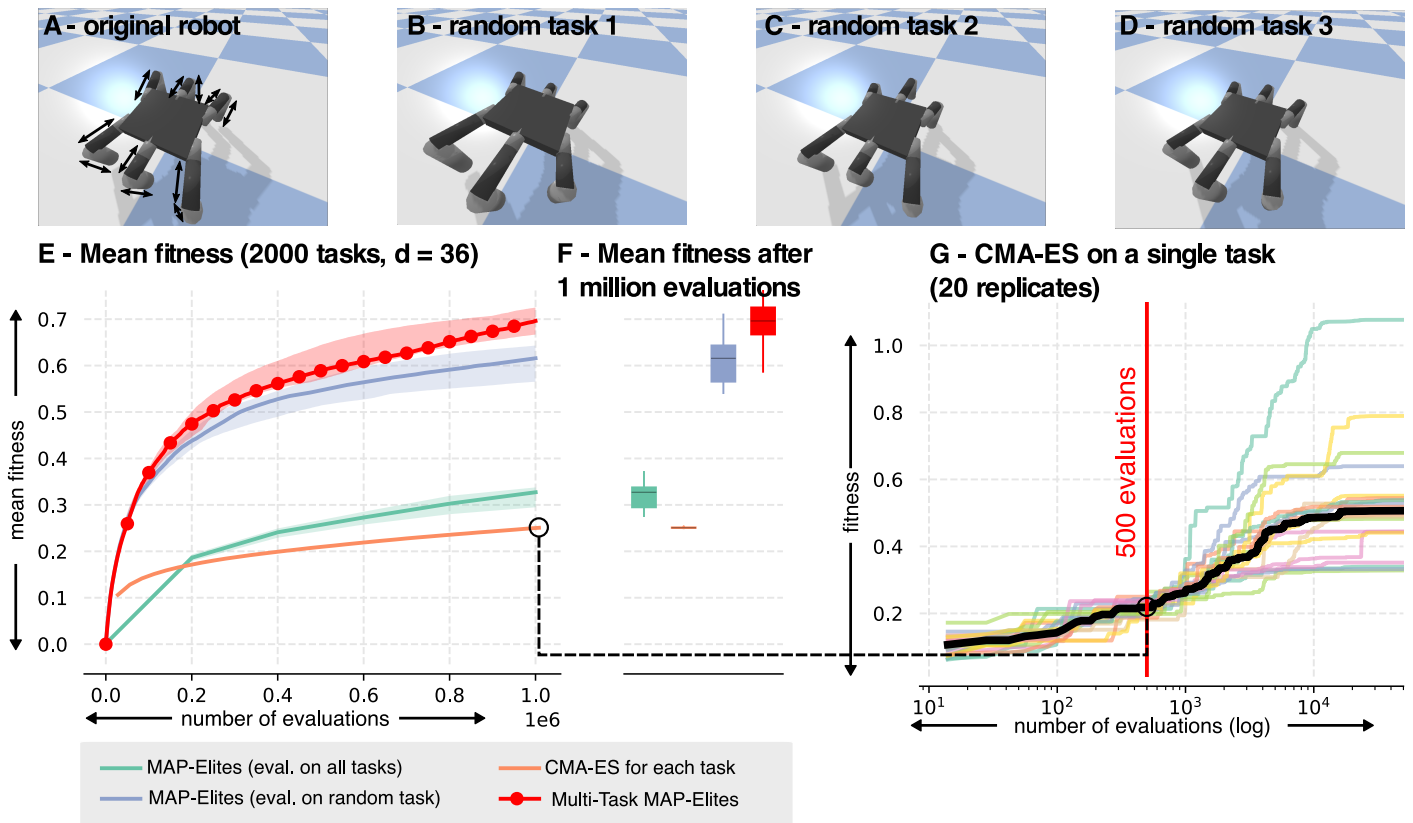 A - original robot
B - random task 1
C - random task 2
D - random task 3
E - Mean fitness (2000 tasks, d = 36)
mean fitness
0.7
0.6
0.5
0.4
0.3
0.2
0.1
0.0
0.0
0.2
0.4
0.6
0.8
1.0
1e6
number of evaluations
F - Mean fitness after
1 million evaluations
G - CMA-ES on a single task
(20 replicates)
fitness
1.0
0.8
0.6
0.4
0.2
500 evaluations
10¹
10²
10³
10⁴
number of evaluations (log)
MAP-Elites (eval. on all tasks)
MAP-Elites (eval. on random task)
CMA-ES for each task
Multi-Task MAP-Elites